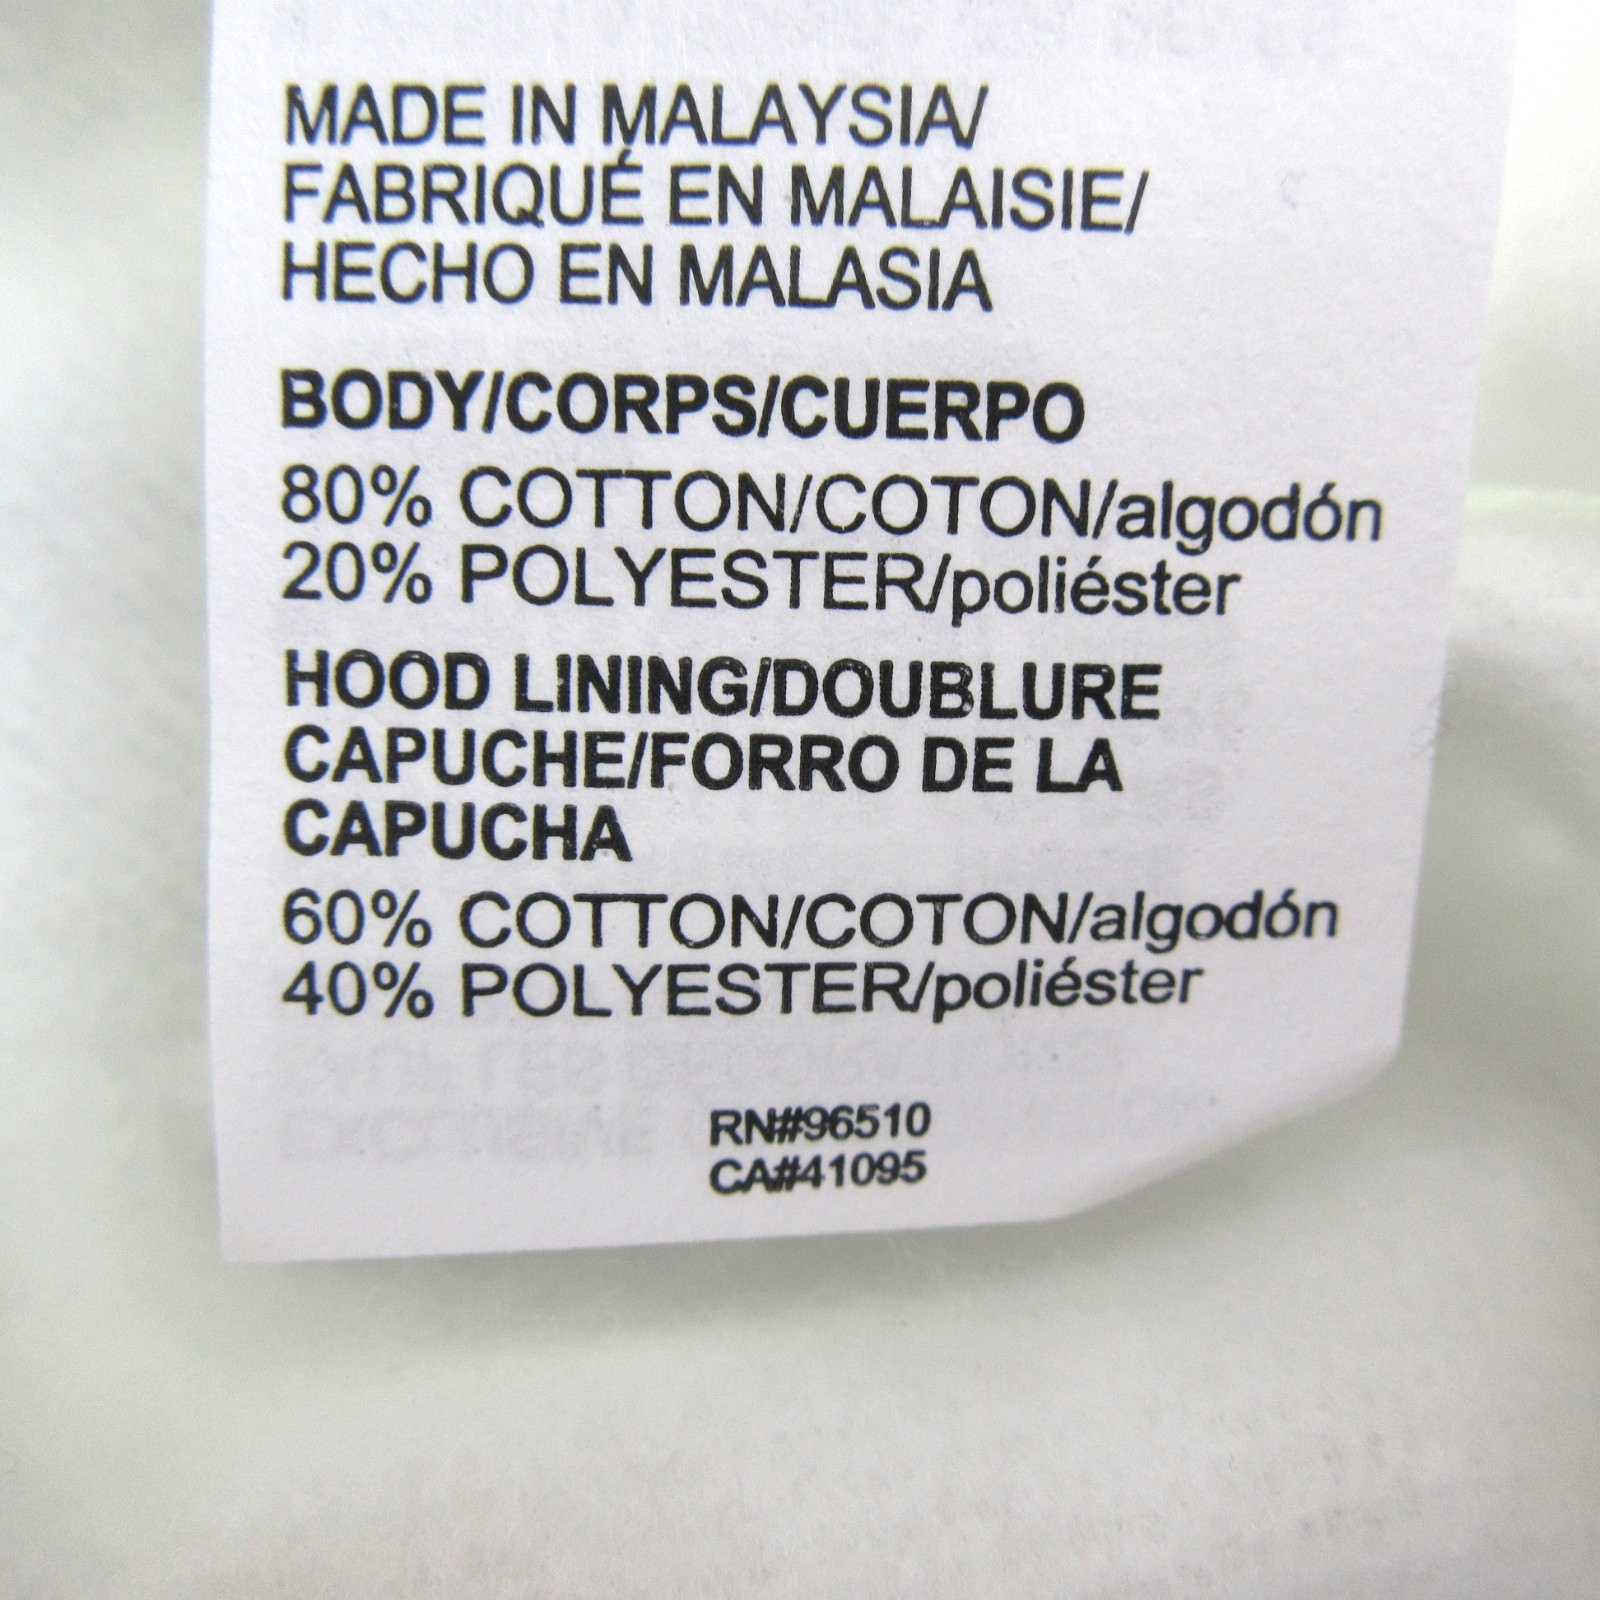 MADE IN MALAYSIA/
FABRIQUÉ EN MALAISIE/
HECHO EN MALASIA
BODY/CORPS/CUERPO
80% COTTON/COTON/algodón
20% POLYESTER/poliéster
HOOD LINING/DOUBLURE
CAPUCHE/FORRO DE LA
CAPUCHA
60% COTTON/COTON/algodón
40% POLYESTER/poliéster
RN#96510
CA#41095